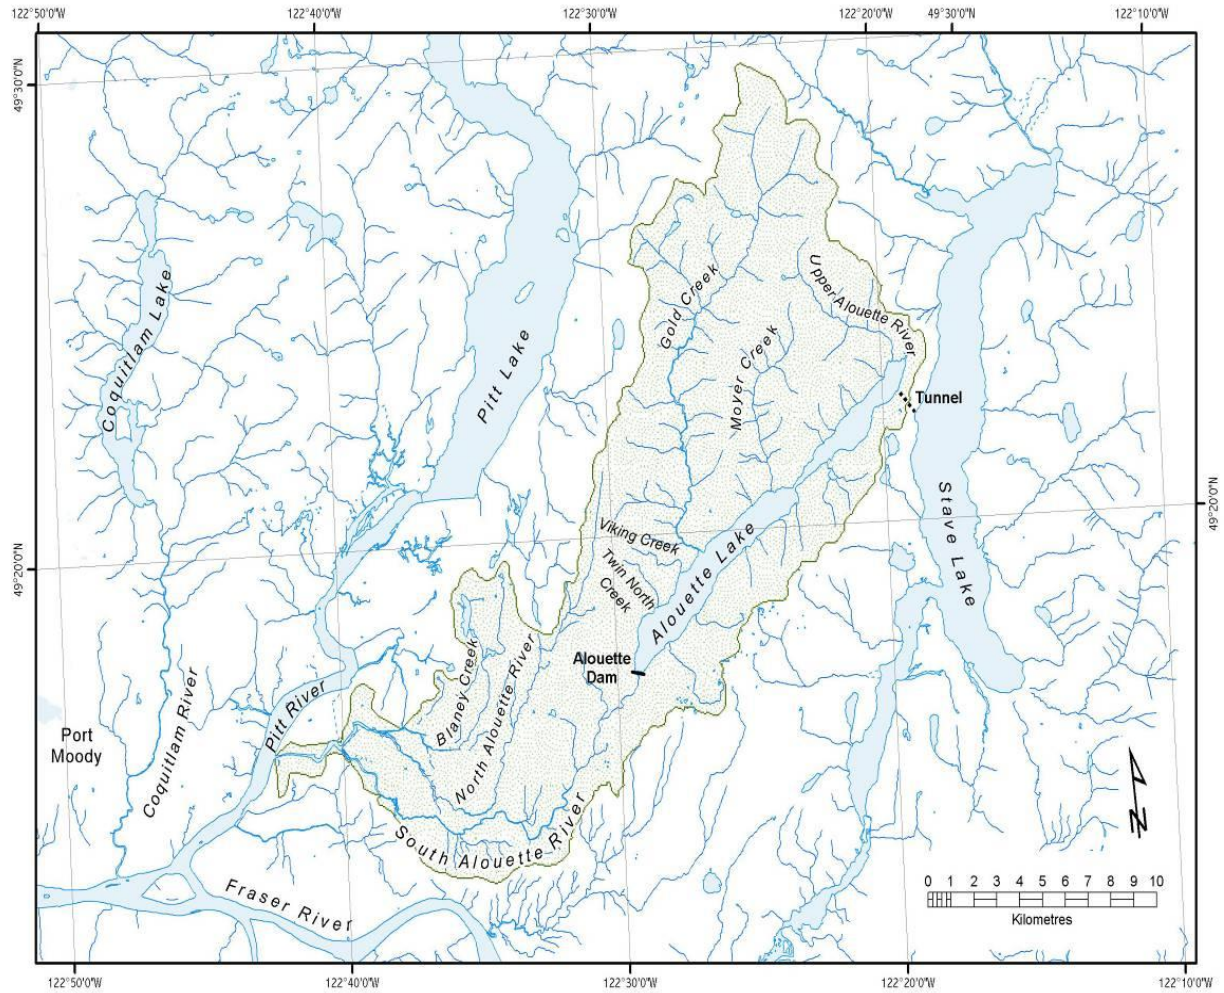 122°50'0"W
122°40'0"W
122°30'0"W
122°20'0"W
49°30'0"N
122°10'0"W
49°30'0"N
Coquitlam Lake
Pitt Lake
Gold Creek
Moyer Creek
Upper Alouette River
Tunnel
Stave Lake
49°20'0"N
49°20'0"N
Viking Creek
Twin North
Creek
Alouette Lake
Alouette
Dam
Blaney Creek
North Alouette River
Pitt River
Coquitlam River
Port
Moody
South Alouette River
Fraser River
N
0 1 2 3 4 5 6 7 8 9 10
Kilometres
122°50'0"W
122°40'0"W
122°30'0"W
122°20'0"W
122°10'0"W